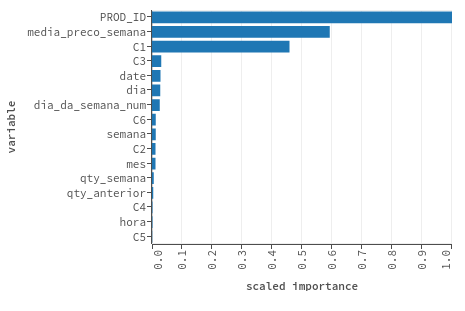 PROD_ID
media_preco_semana
C1
C3
date
dia
dia_da_semana_num
C6
semana
C2
mes
qty_semana
qty_anterior
C4
hora
C5
variable
0.0 0.1 0.2 0.3 0.4 0.5 0.6 0.7 0.8 0.9 1.0
scaled importance